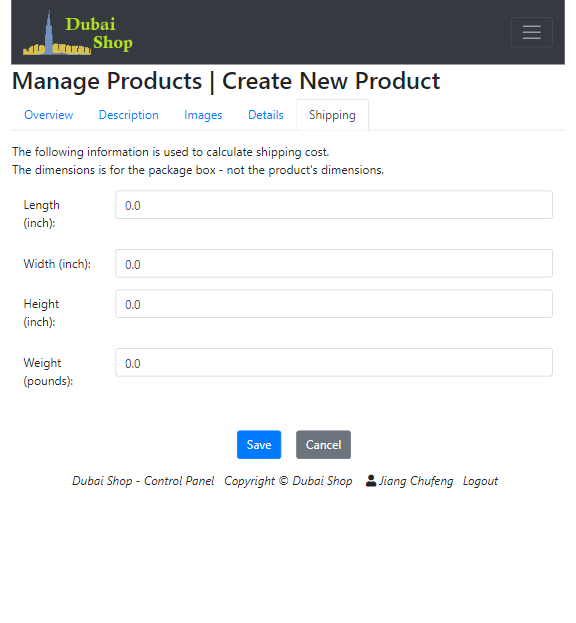 Dubai
Shop
Manage Products | Create New Product
Overview Description Images Details Shipping
The following information is used to calculate shipping cost.
The dimensions is for the package box - not the product's dimensions.
Length
(inch):
0.0
Width (inch):
0.0
Height
(inch):
0.0
Weight
(pounds):
0.0
Save Cancel
Dubai Shop - Control Panel Copyright © Dubai Shop Jiang Chufeng Logout